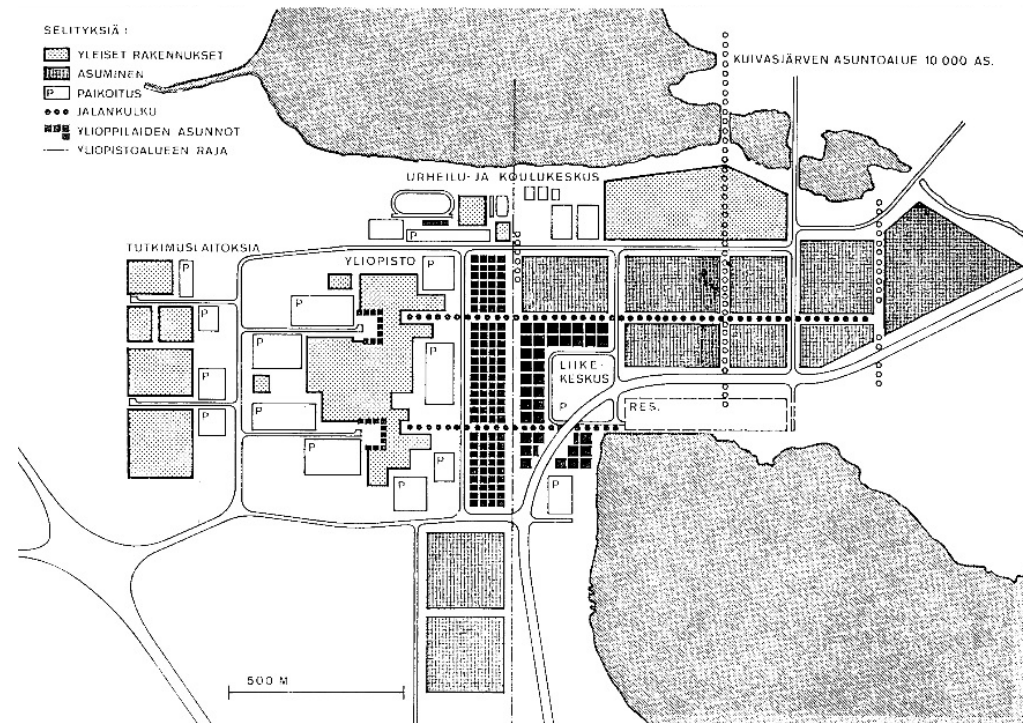 SELITYKSIÄ :
YLEISET RAKENNUKSET
ASUMINEN
P PAIKOITUS
JALANKULKU
YLIOPPILAIDEN ASUNNOT
YLIOPISTOALUEEN RAJA
KUIVASJÄRVEN ASUNTOALUE 10 000 AS.
URHEILU- JA KOULUKESKUS
P
TUTKIMUSLAITOKSIA
YLIOPISTO
P
P
P
P
P
P
P
LIIKE-
KESKUS
P
RES.
P
P
P
P
P
P
P
500 M